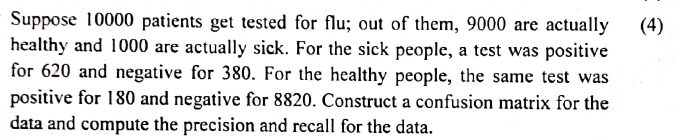 Suppose 10000 patients get tested for flu; out of them, 9000 are actually (4)
healthy and 1000 are actually sick. For the sick people, a test was positive
for 620 and negative for 380. For the healthy people, the same test was
positive for 180 and negative for 8820. Construct a confusion matrix for the
data and compute the precision and recall for the data.